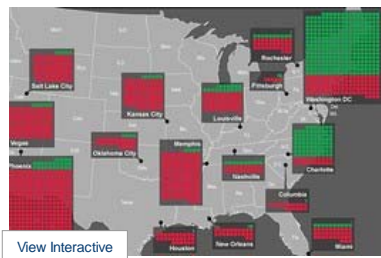 Rochester
Pittsburgh
Salt Lake City
Washington DC
Kansas City
Louisville
Vegas
Memphis
Oklahoma City
Phoenix
Nashville
Charlotte
Columbia
View Interactive
Houston
New Orleans
Miami